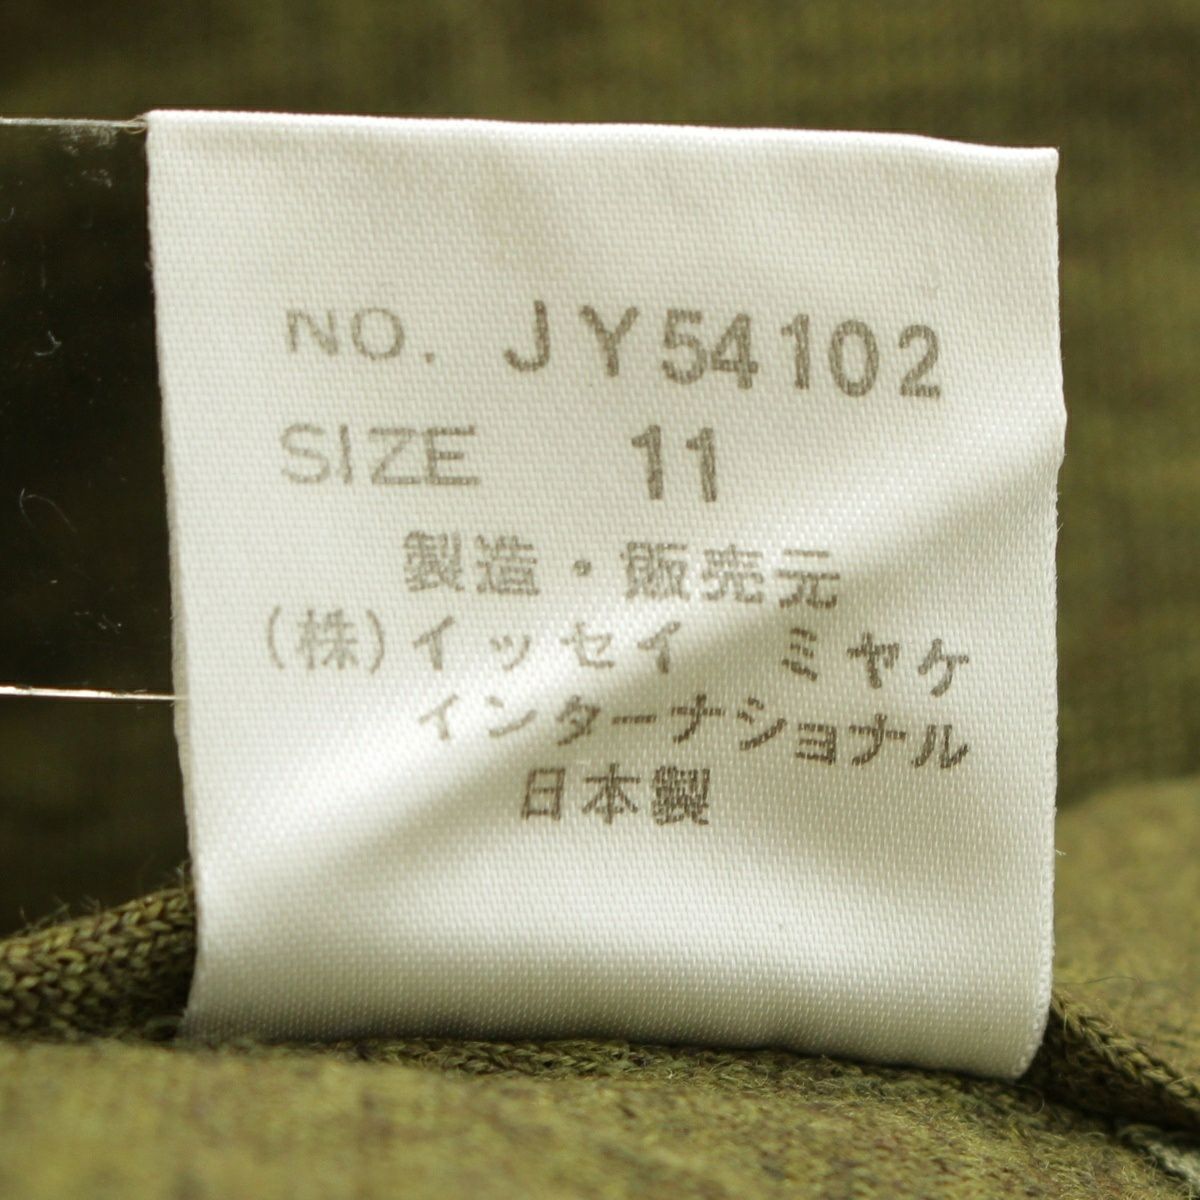 NO. JY54102
SIZE 11
製造・販売元
(株)イッセイ ミヤケ
インターナショナル
日本製